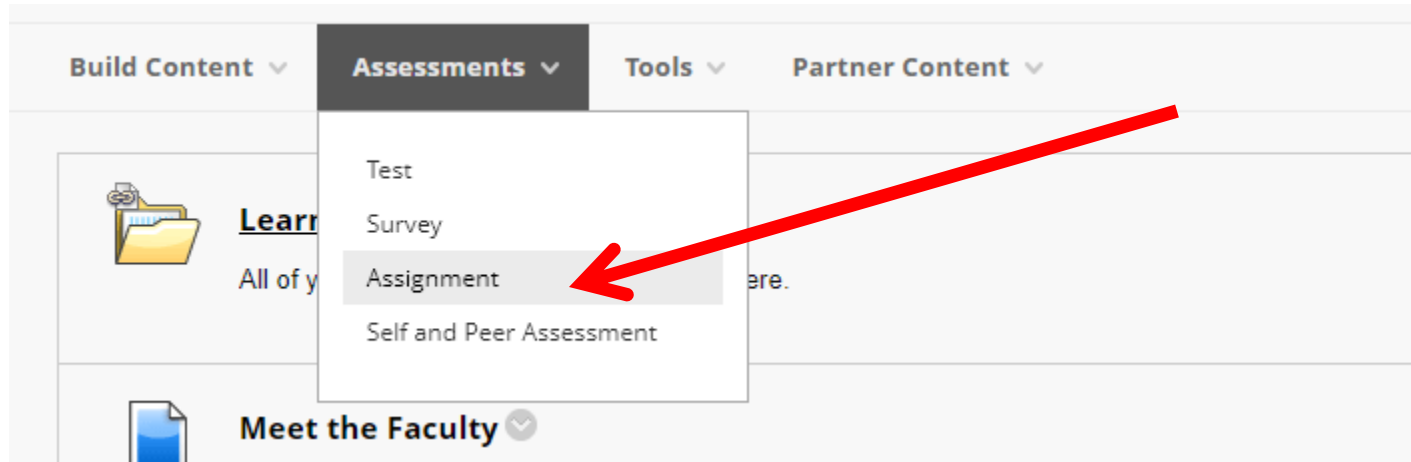 Build Content Assessments Tools Partner Content
Test
Learn
Survey
All of y
Assignment
ere.
Self and Peer Assessment
Meet the Faculty